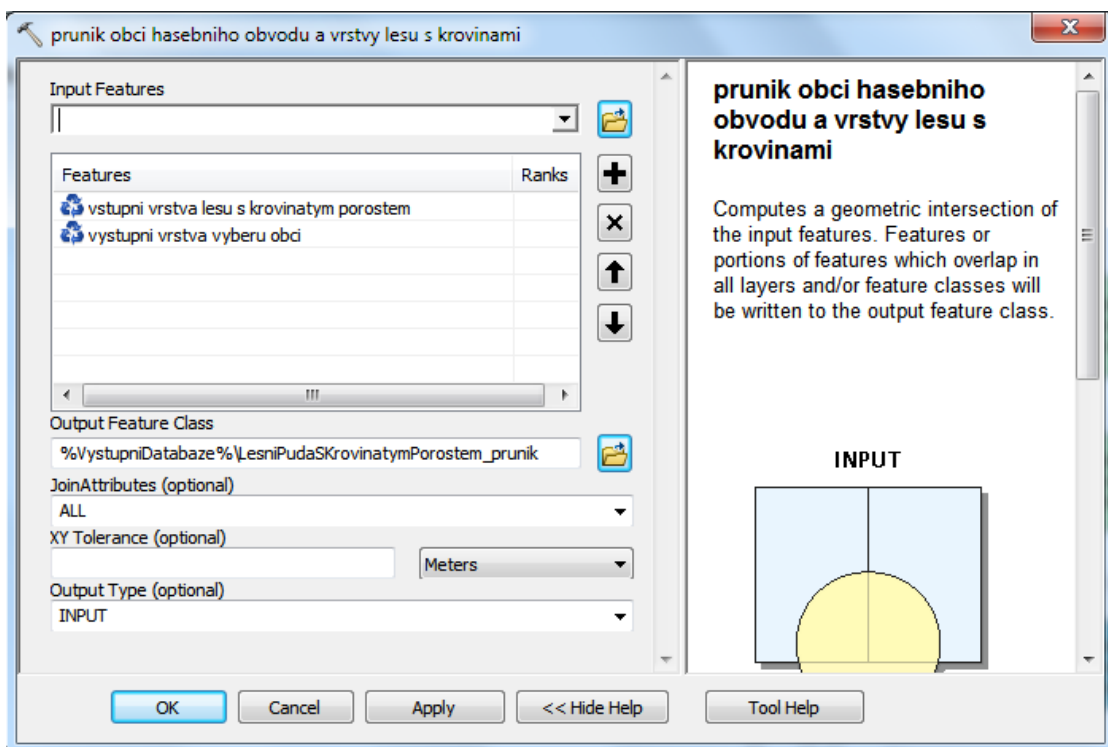 prunik obci hasebniho obvodu a vrstvy lesu s krovinami
Input Features
Features Ranks
vstupni vrstva lesu s krovinatym porostem
vystupni vrstva vyberu obci
Output Feature Class
%VystupniDatabaze%\LesniPudaSKrovinatymPorostem_prunik
JoinAttributes (optional)
ALL
XY Tolerance (optional)
Meters
Output Type (optional)
INPUT
prunik obci hasebniho
obvodu a vrstvy lesu s
krovinami
Computes a geometric intersection of
the input features. Features or
portions of features which overlap in
all layers and/or feature classes will
be written to the output feature class.
INPUT
OK Cancel Apply << Hide Help Tool Help